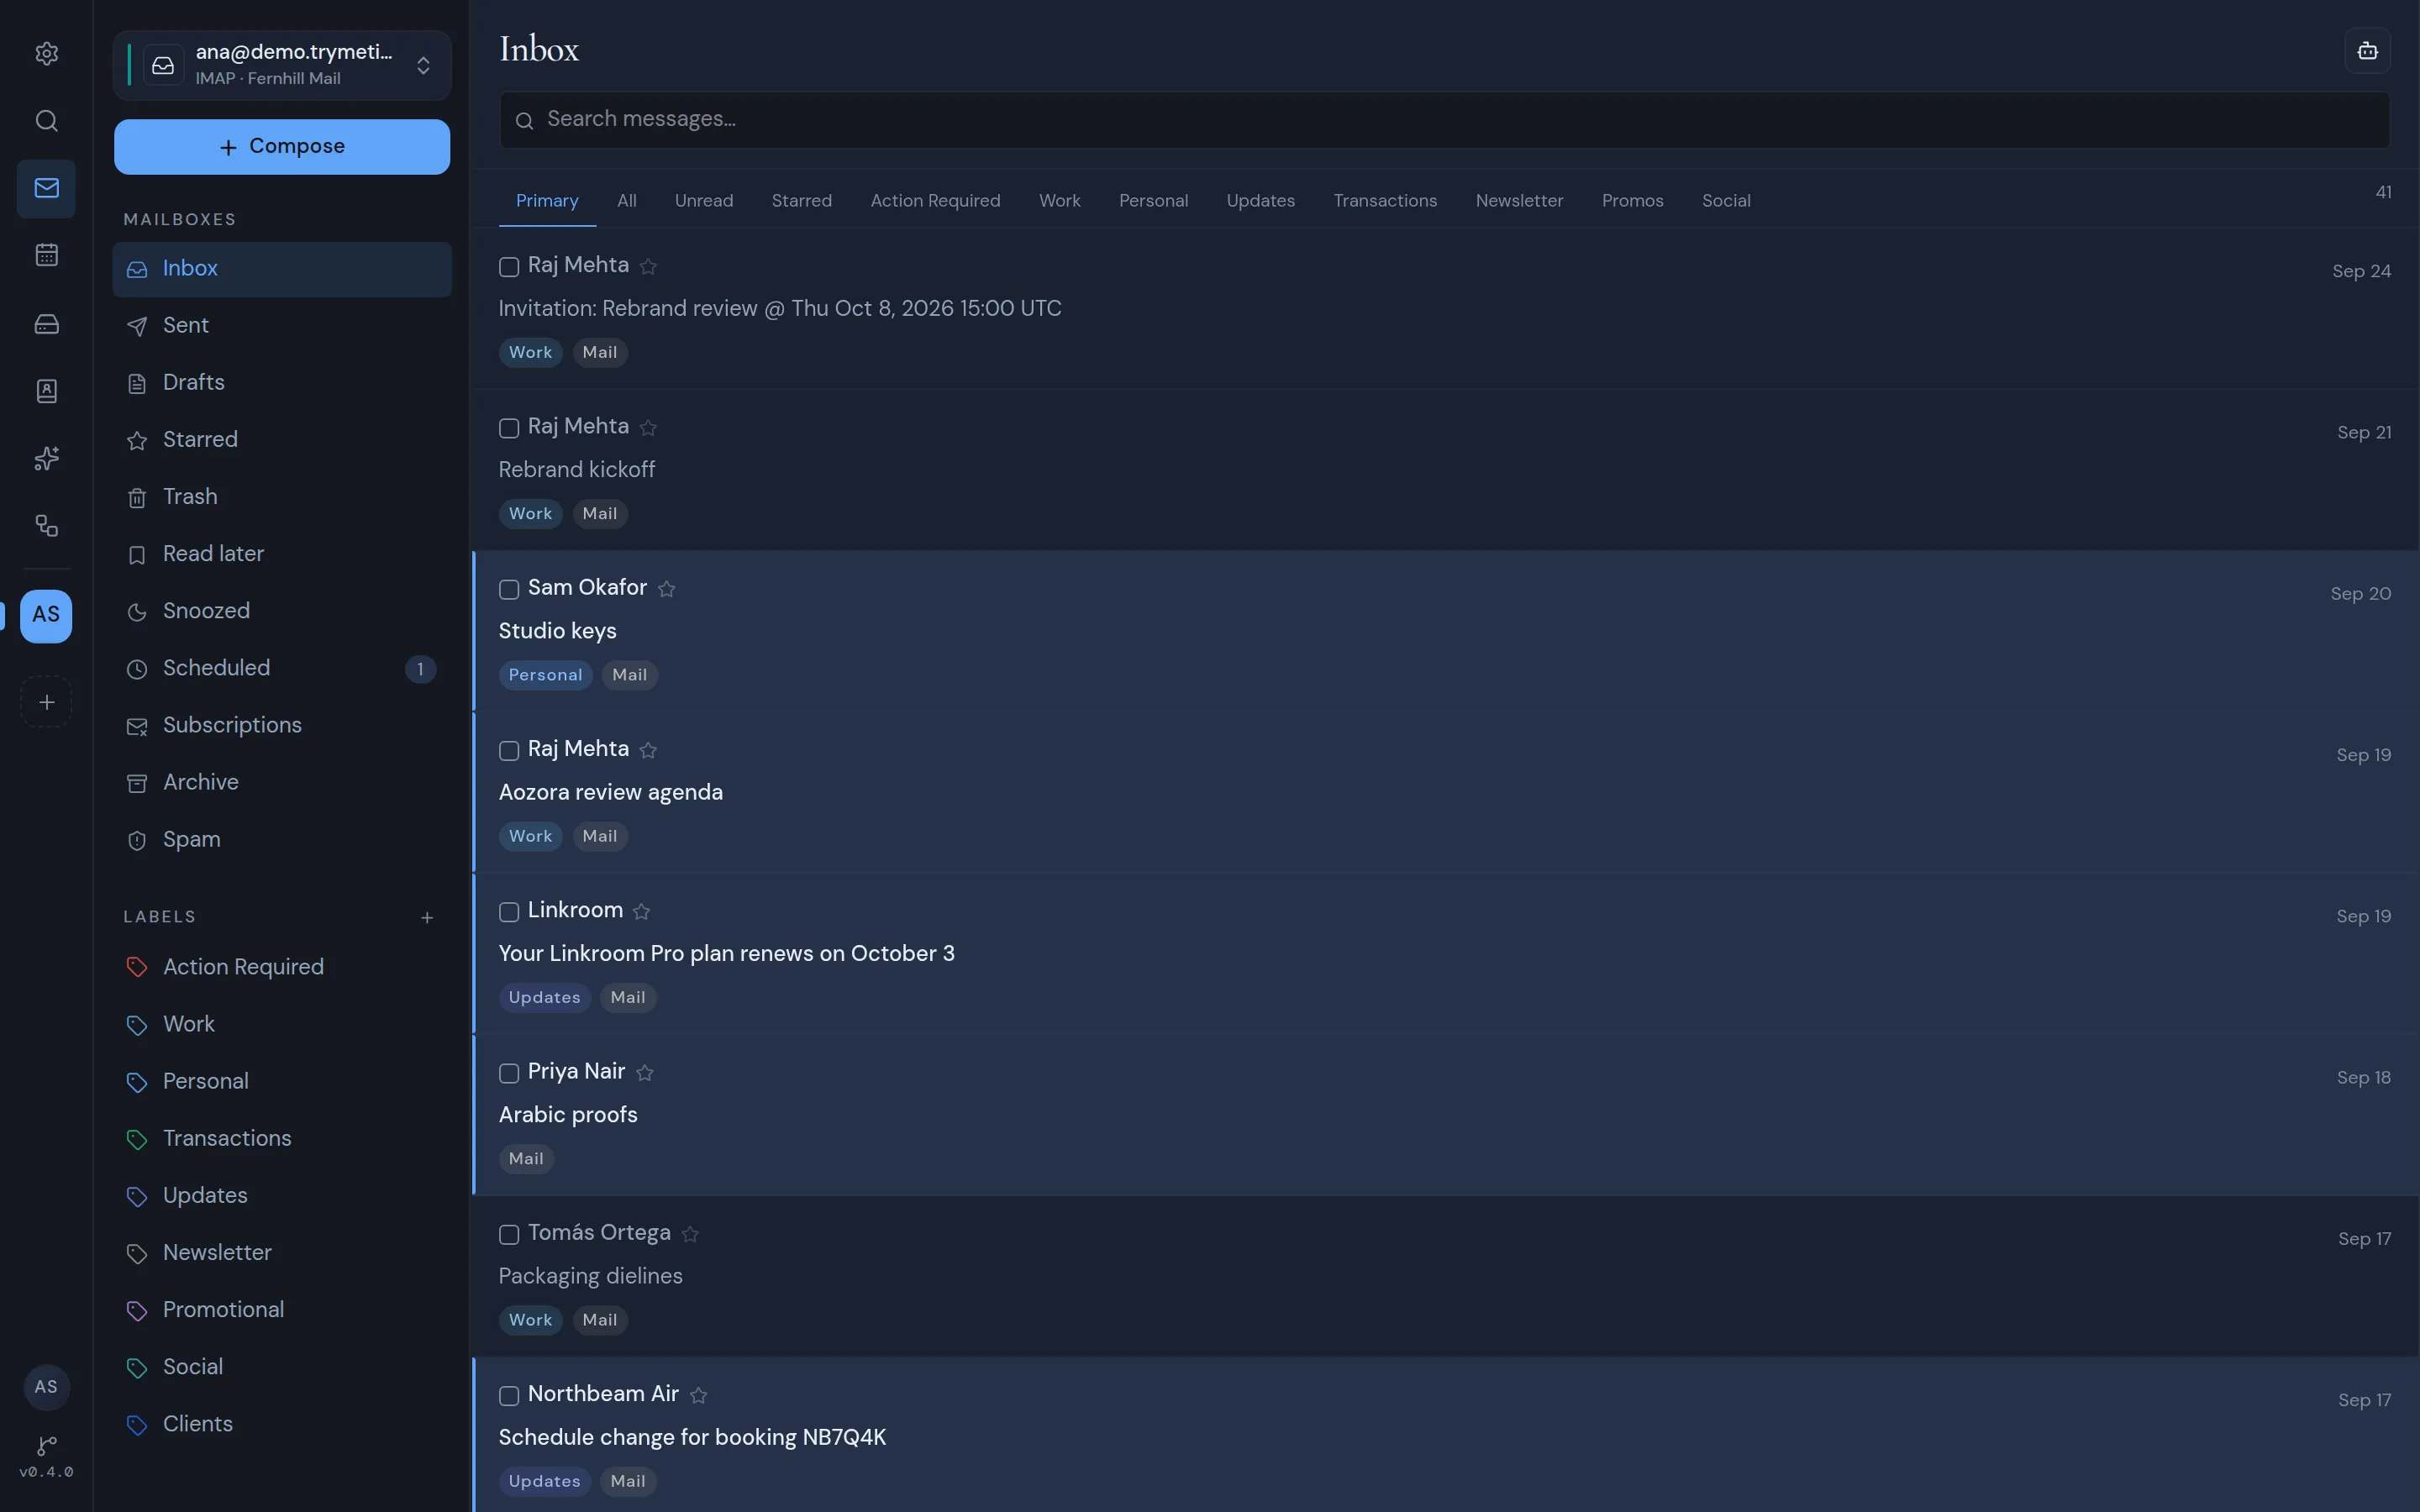 ana@demo.trymeti...
IMAP · Fernhill Mail
Compose
MAILBOXES
Inbox
Sent
Drafts
Starred
Trash
Read later
Snoozed
Scheduled 1
Subscriptions
Archive
Spam
LABELS
Action Required
Work
Personal
Transactions
Updates
Newsletter
Promotional
Social
Clients
AS
AS
v0.4.0
Inbox
Search messages...
Primary All Unread Starred Action Required Work Personal Updates Transactions Newsletter Promos Social 41
Raj Mehta Sep 24
Invitation: Rebrand review @ Thu Oct 8, 2026 15:00 UTC
Work Mail
Raj Mehta Sep 21
Rebrand kickoff
Work Mail
Sam Okafor Sep 20
Studio keys
Personal Mail
Raj Mehta Sep 19
Aozora review agenda
Work Mail
Linkroom Sep 19
Your Linkroom Pro plan renews on October 3
Updates Mail
Priya Nair Sep 18
Arabic proofs
Mail
Tomás Ortega Sep 17
Packaging dielines
Work Mail
Northbeam Air Sep 17
Schedule change for booking NB7Q4K
Updates Mail